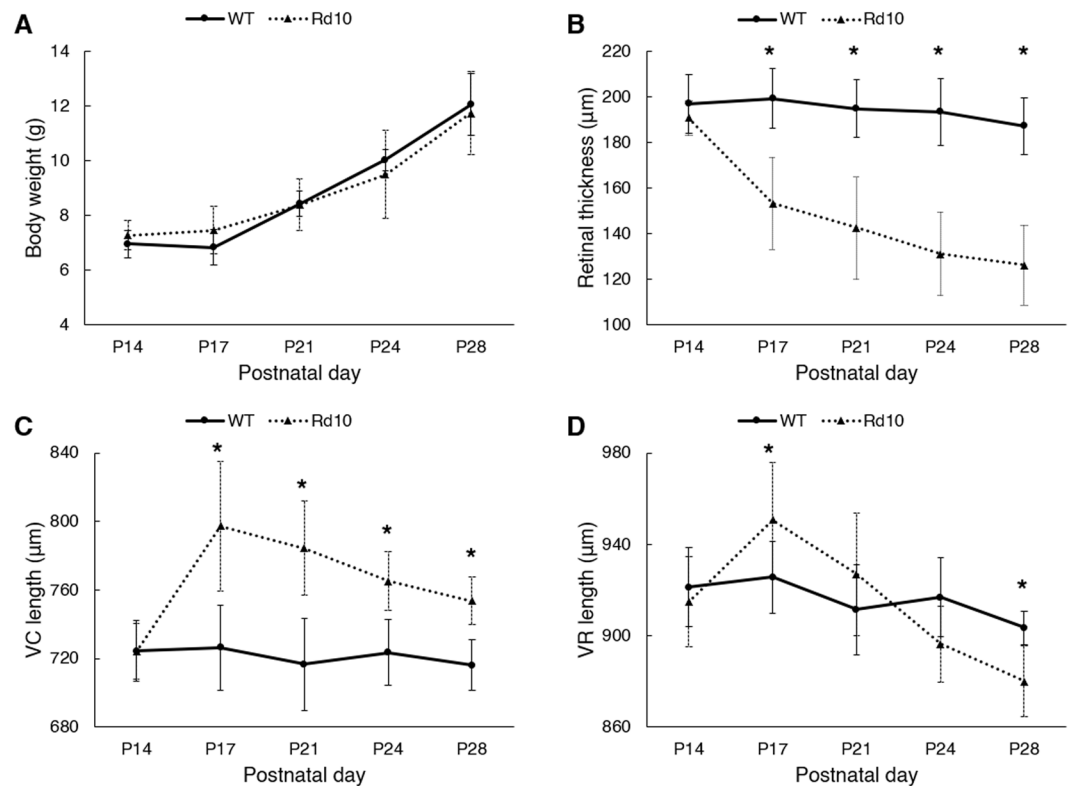 A
WT Rd10
14
12
10
8
6
4
Body weight (g)
P14 P17 P21 P24 P28
Postnatal day
B
WT Rd10
* * * *
220
200
180
160
140
120
100
Retinal thickness (μm)
P14 P17 P21 P24 P28
Postnatal day
C
WT Rd10
* * * *
840
800
760
720
680
VC length (μm)
P14 P17 P21 P24 P28
Postnatal day
D
WT Rd10
* *
980
940
900
860
VR length (μm)
P14 P17 P21 P24 P28
Postnatal day